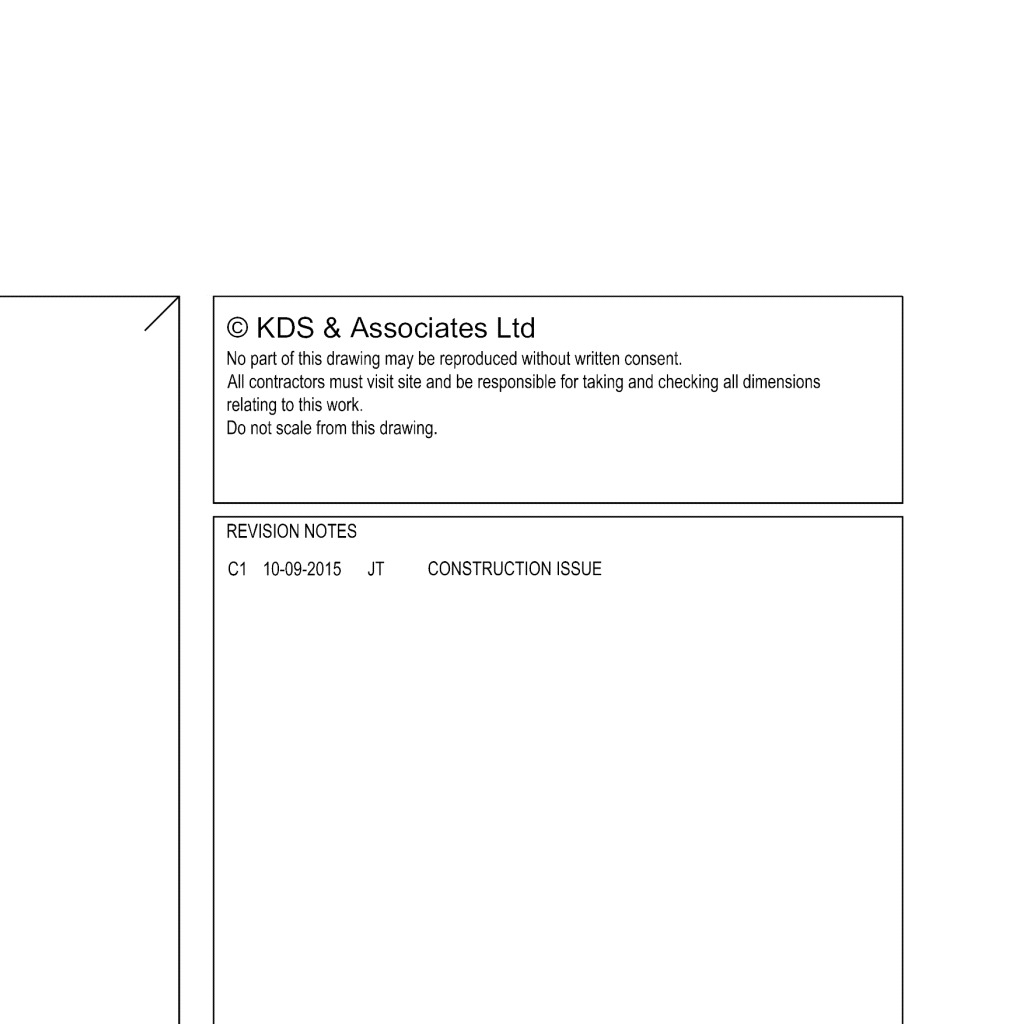 © KDS & Associates Ltd
No part of this drawing may be reproduced without written consent.
All contractors must visit site and be responsible for taking and checking all dimensions
relating to this work.
Do not scale from this drawing.
REVISION NOTES
C1 10-09-2015 JT CONSTRUCTION ISSUE